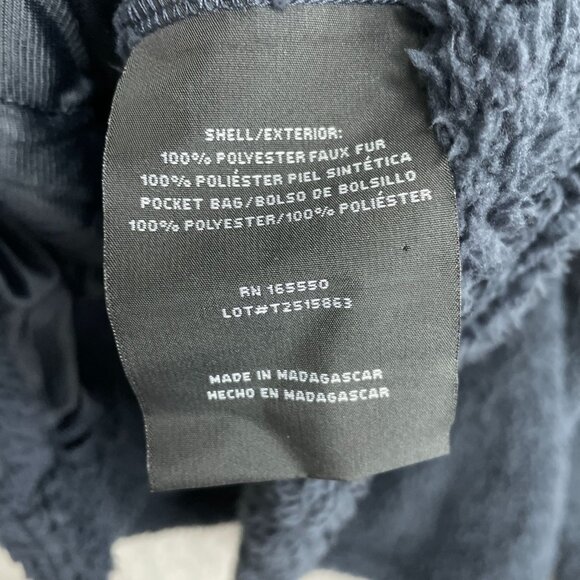 SHELL/EXTERIOR:
100% POLYESTER FAUX FUR
100% POLIÉSTER PIEL SINTÉTICA
POCKET BAG/BOLSO DE BOLSILLO
100% POLYESTER/100% POLIÉSTER
RN 165550
LOT#T2515863
MADE IN MADAGASCAR
HECHO EN MADAGASCAR